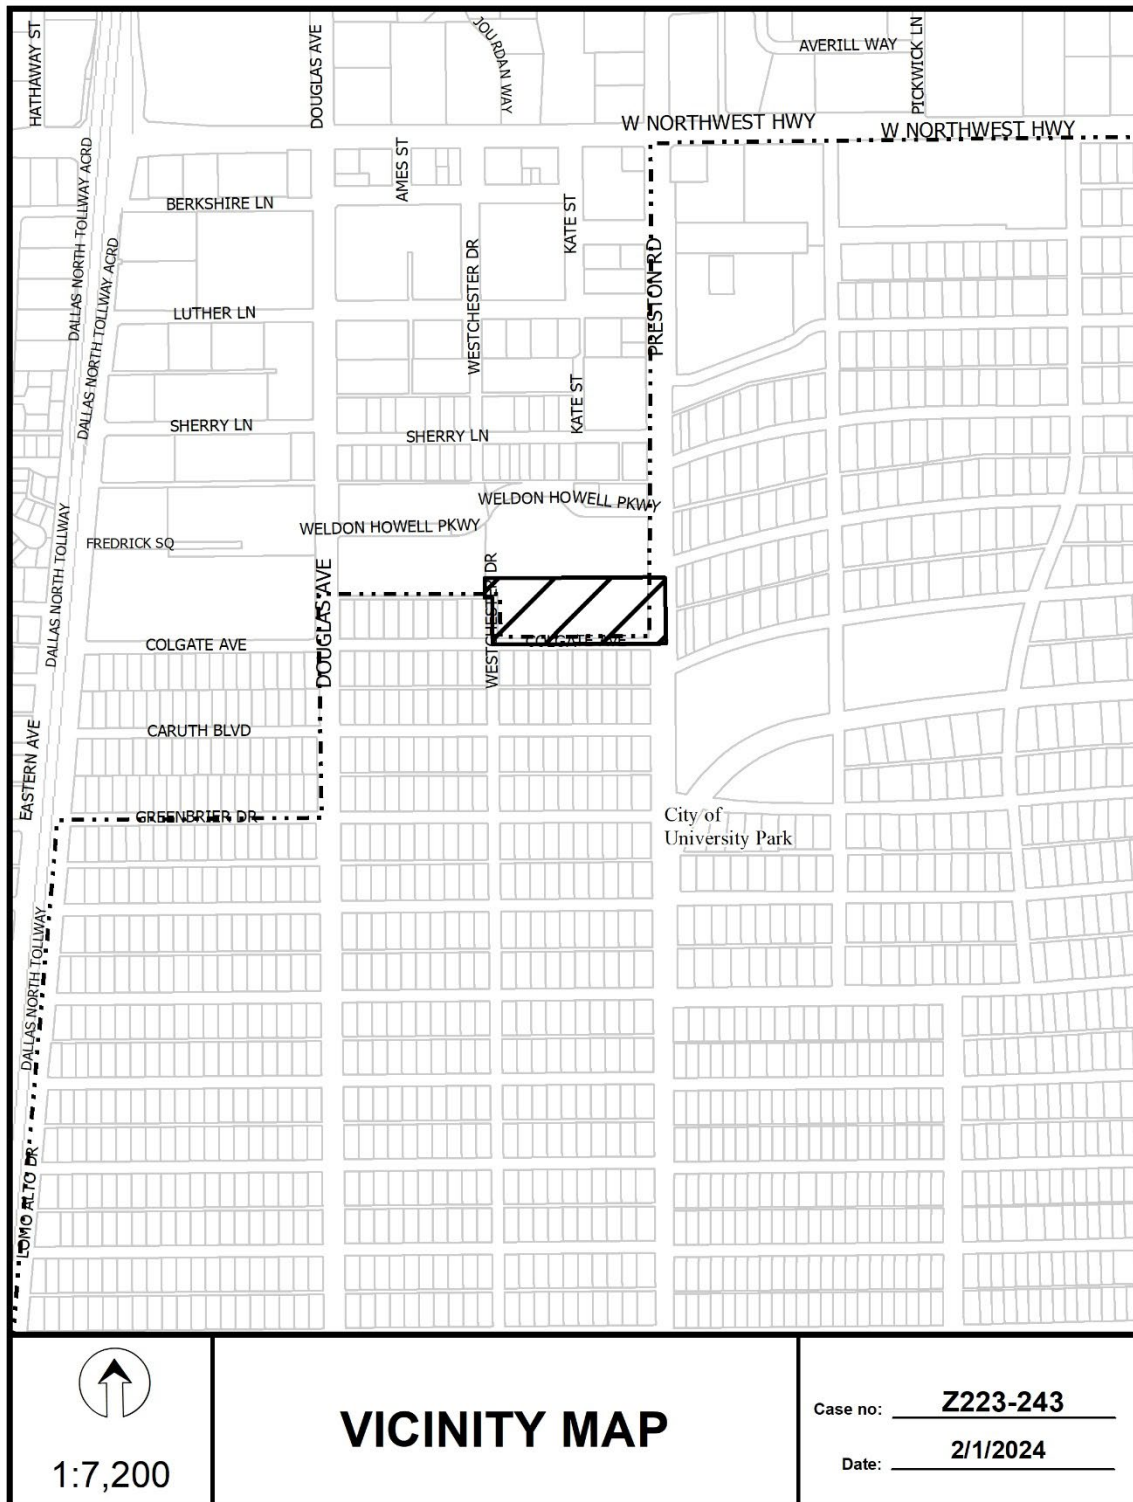 HATHAWAY ST
DOUGLAS AVE
JOURDAN WAY
AVERILL WAY
PICKWICK LN
W NORTHWEST HWY
W NORTHWEST HWY
DALLAS NORTH TOLLWAY ACRD
AMES ST
BERKSHIRE LN
KATE ST
WESTCHESTER DR
PRESTON RD
DALLAS NORTH TOLLWAY ACRD
LUTHER LN
KATE ST
SHERRY LN
SHERRY LN
WELDON HOWELL PKWY
WELDON HOWELL PKWY
DALLAS NORTH TOLLWAY
FREDRICK SQ
DOUGLAS AVE
WESTCHESTER DR
COLGATE AVE
COLGATE AVE
EASTERN AVE
CARUTH BLVD
GREENBRIER DR
City of
University Park
DALLAS NORTH TOLLWAY
LOMO ALTO DR
1:7,200
VICINITY MAP
Case no: Z223-243
Date: 2/1/2024